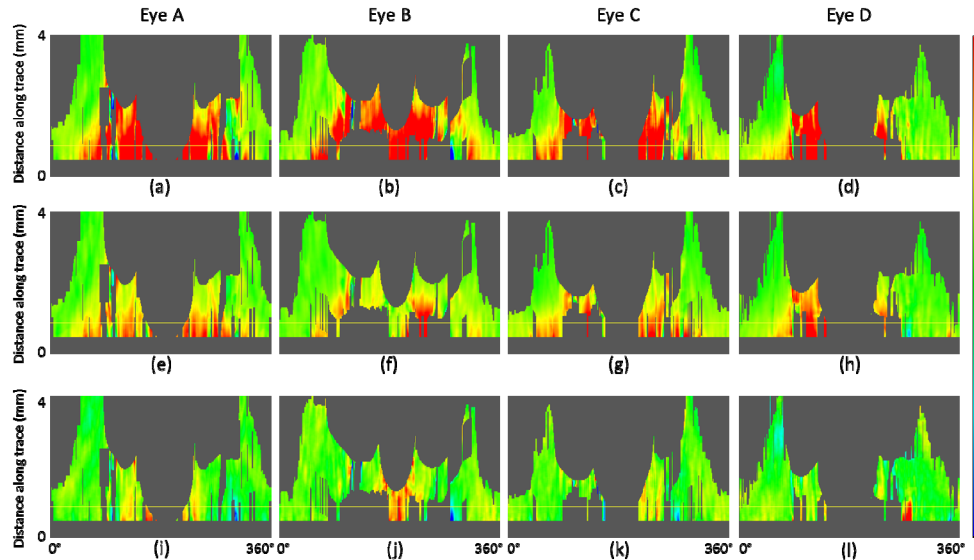 Eye A Eye B Eye C Eye D
Distance along trace (mm)
4
0
(a) (b) (c) (d)
Distance along trace (mm)
4
0
(e) (f) (g) (h)
Distance along trace (mm)
4
0
0° (i) 360° 0° (j) 360° 0° (k) 360° 0° (l) 360°